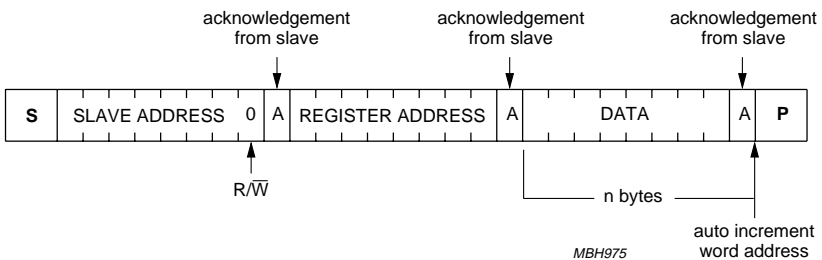 acknowledgement
from slave
acknowledgement
from slave
acknowledgement
from slave
S SLAVE ADDRESS 0 A REGISTER ADDRESS A DATA A P
R/W̅
n bytes
auto increment
word address
MBH975